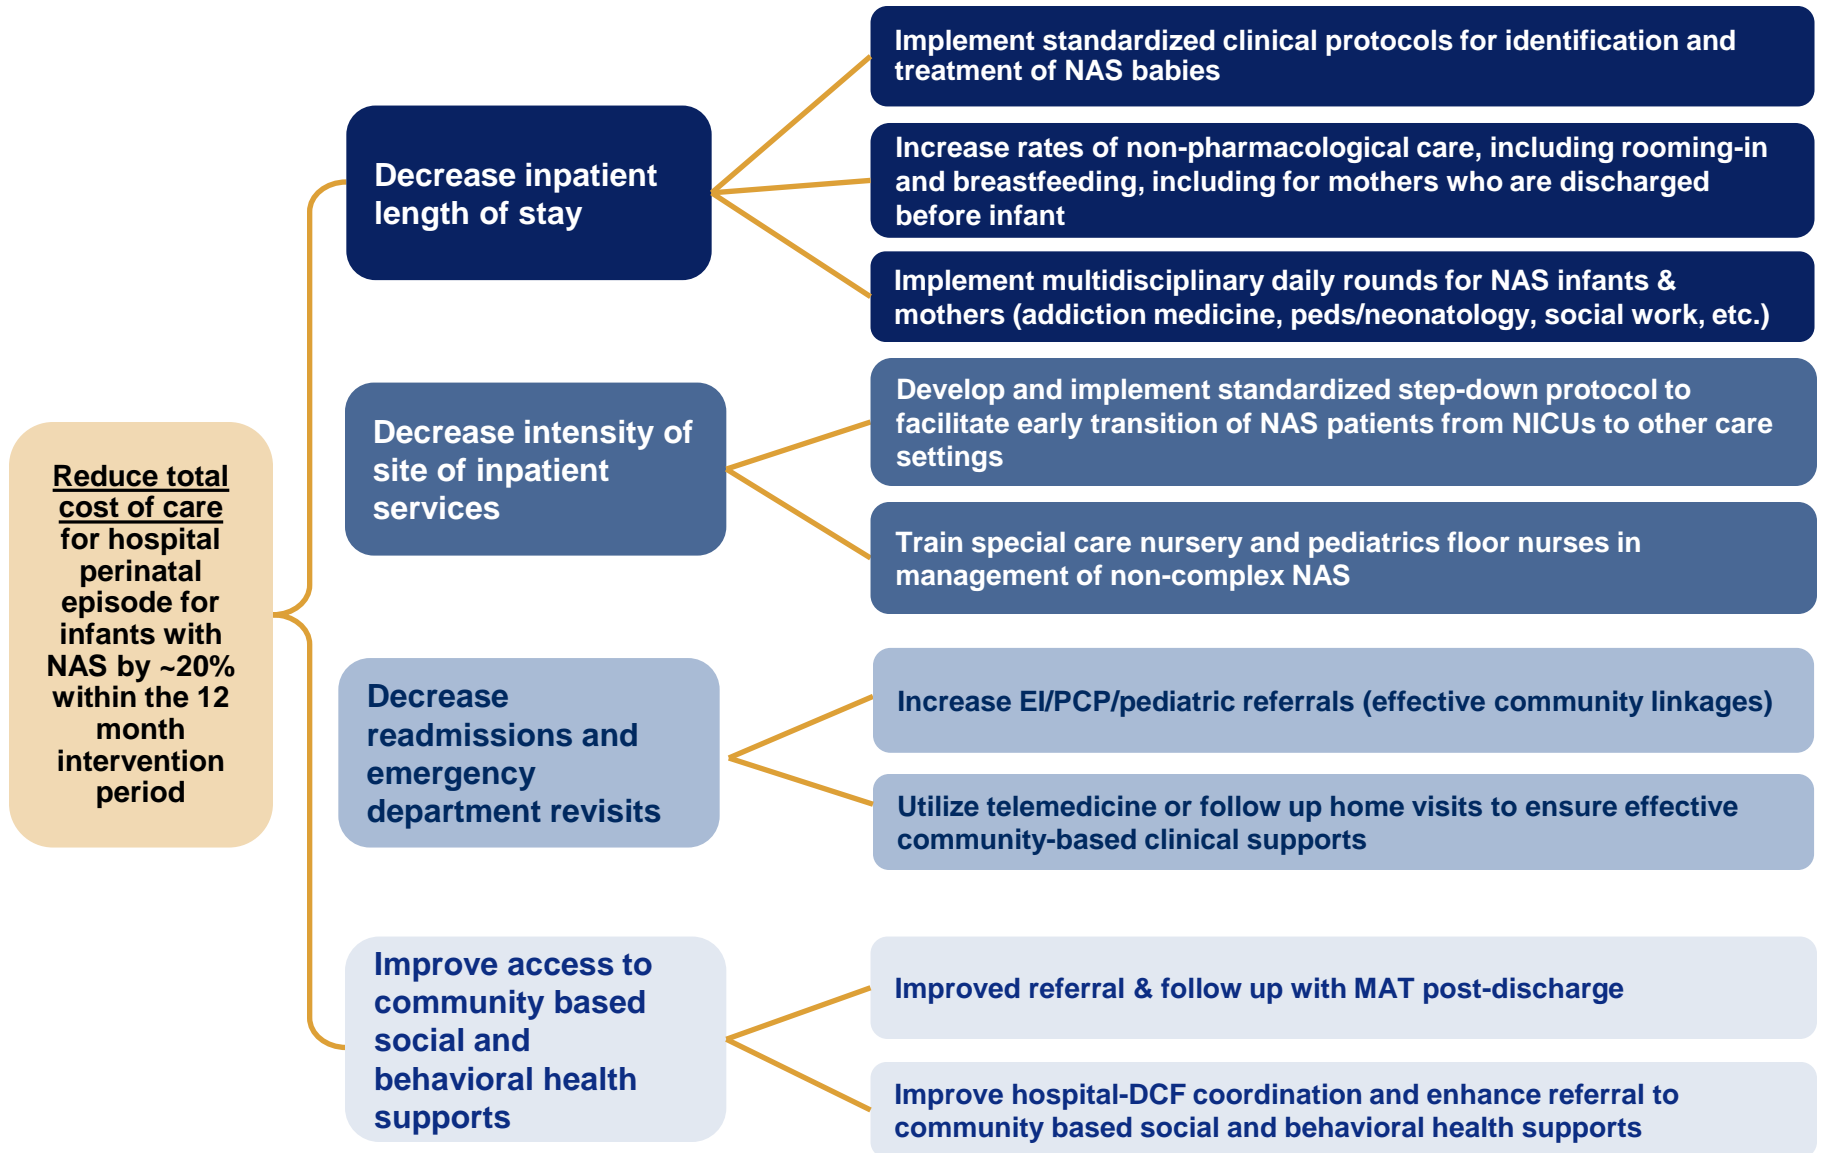 Reduce total
cost of care
for hospital
perinatal
episode for
infants with
NAS by ~20%
within the 12
month
intervention
period
Decrease inpatient
length of stay
Implement standardized clinical protocols for identification and
treatment of NAS babies
Increase rates of non-pharmacological care, including rooming-in
and breastfeeding, including for mothers who are discharged
before infant
Implement multidisciplinary daily rounds for NAS infants &
mothers (addiction medicine, peds/neonatology, social work, etc.)
Decrease intensity of
site of inpatient
services
Develop and implement standardized step-down protocol to
facilitate early transition of NAS patients from NICUs to other care
settings
Train special care nursery and pediatrics floor nurses in
management of non-complex NAS
Decrease
readmissions and
emergency
department revisits
Increase EI/PCP/pediatric referrals (effective community linkages)
Utilize telemedicine or follow up home visits to ensure effective
community-based clinical supports
Improve access to
community based
social and
behavioral health
supports
Improved referral & follow up with MAT post-discharge
Improve hospital-DCF coordination and enhance referral to
community based social and behavioral health supports